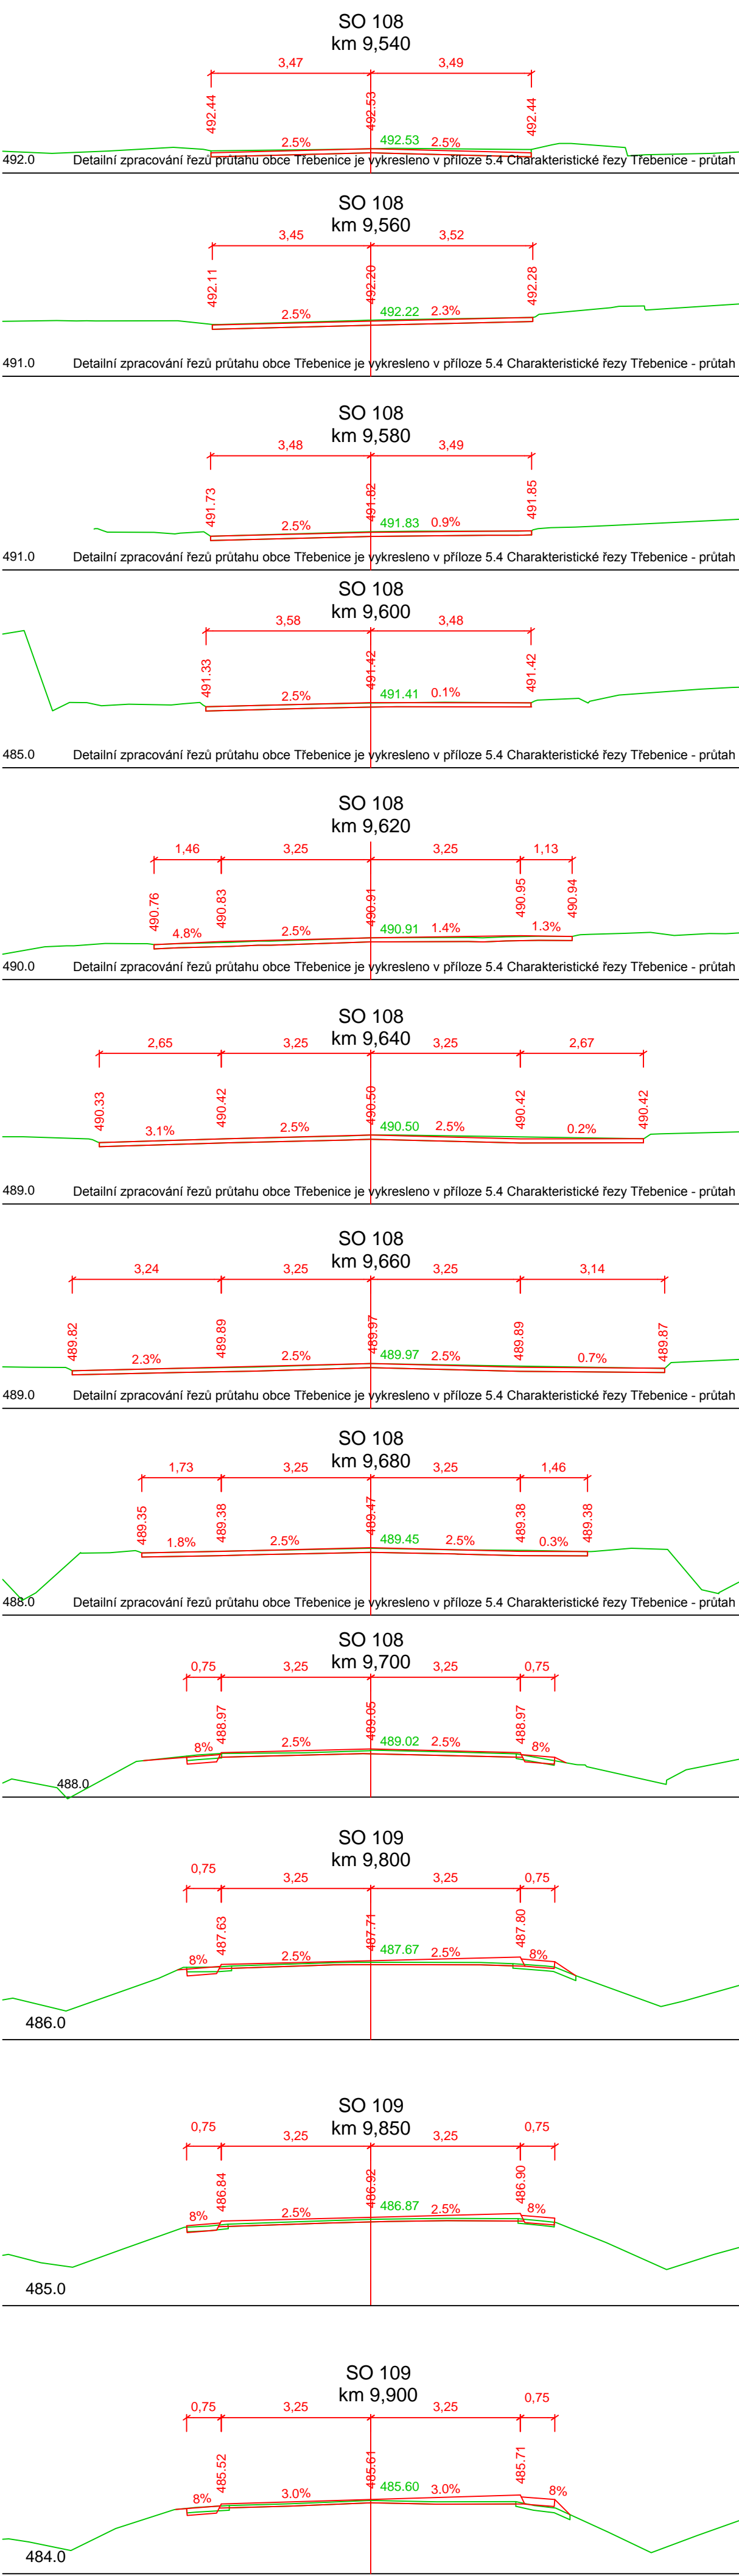 SO 108
km 9,540
3,47 3,49
492.44 492.53 492.44
2.5% 492.53 2.5%
492.0 Detailní zpracování řezů průtahu obce Třebenice je vykresleno v příloze 5.4 Charakteristické řezy Třebenice - průtah
SO 108
km 9,560
3,45 3,52
492.11 492.20 492.28
2.5% 492.22 2.3%
491.0 Detailní zpracování řezů průtahu obce Třebenice je vykresleno v příloze 5.4 Charakteristické řezy Třebenice - průtah
SO 108
km 9,580
3,48 3,49
491.73 491.82 491.85
2.5% 491.83 0.9%
491.0 Detailní zpracování řezů průtahu obce Třebenice je vykresleno v příloze 5.4 Charakteristické řezy Třebenice - průtah
SO 108
km 9,600
3,58 3,48
491.33 491.42 491.42
2.5% 491.41 0.1%
485.0 Detailní zpracování řezů průtahu obce Třebenice je vykresleno v příloze 5.4 Charakteristické řezy Třebenice - průtah
SO 108
km 9,620
1,46 3,25 3,25 1,13
490.76 490.83 490.91 490.95 490.94
4.8% 2.5% 490.91 1.4% 1.3%
490.0 Detailní zpracování řezů průtahu obce Třebenice je vykresleno v příloze 5.4 Charakteristické řezy Třebenice - průtah
SO 108
km 9,640
2,65 3,25 3,25 2,67
490.33 490.42 490.50 490.42 490.42
3.1% 2.5% 490.50 2.5% 0.2%
489.0 Detailní zpracování řezů průtahu obce Třebenice je vykresleno v příloze 5.4 Charakteristické řezy Třebenice - průtah
SO 108
km 9,660
3,24 3,25 3,25 3,14
489.82 489.89 489.97 489.89 489.87
2.3% 2.5% 489.97 2.5% 0.7%
489.0 Detailní zpracování řezů průtahu obce Třebenice je vykresleno v příloze 5.4 Charakteristické řezy Třebenice - průtah
SO 108
km 9,680
1,73 3,25 3,25 1,46
489.35 489.38 489.47 489.38 489.38
1.8% 2.5% 489.45 2.5% 0.3%
488.0 Detailní zpracování řezů průtahu obce Třebenice je vykresleno v příloze 5.4 Charakteristické řezy Třebenice - průtah
SO 108
km 9,700
0,75 3,25 3,25 0,75
488.97 489.05 488.97
8% 2.5% 489.02 2.5% 8%
488.0
SO 109
km 9,800
0,75 3,25 3,25 0,75
487.63 487.71 487.80
8% 2.5% 487.67 2.5% 8%
486.0
SO 109
km 9,850
0,75 3,25 3,25 0,75
486.84 486.92 486.90
8% 2.5% 486.87 2.5% 8%
485.0
SO 109
km 9,900
0,75 3,25 3,25 0,75
485.52 485.61 485.71
8% 3.0% 485.60 3.0% 8%
484.0